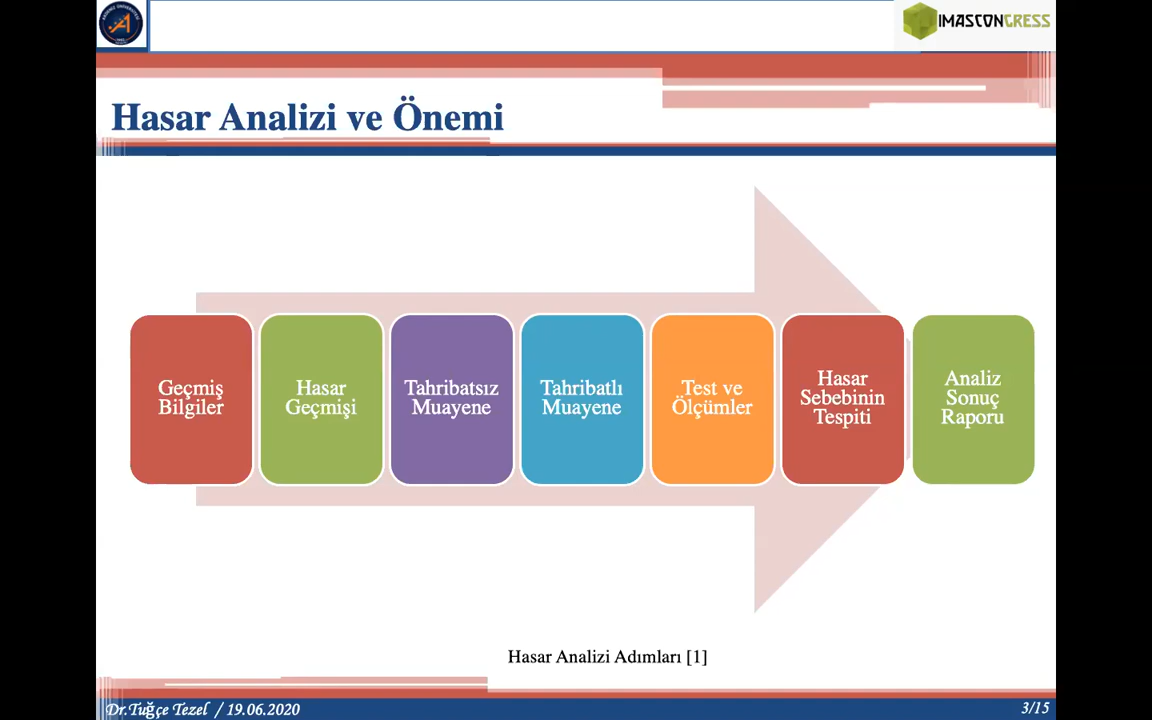 IMASCONGRESS
Hasar Analizi ve Önemi
Geçmiş
Bilgiler
Hasar
Geçmişi
Tahribatsız
Muayene
Tahribatlı
Muayene
Test ve
Ölçümler
Hasar
Sebebinin
Tespiti
Analiz
Sonuç
Raporu
Hasar Analizi Adımları [1]
Dr.Tuğçe Tezel / 19.06.2020
3/15